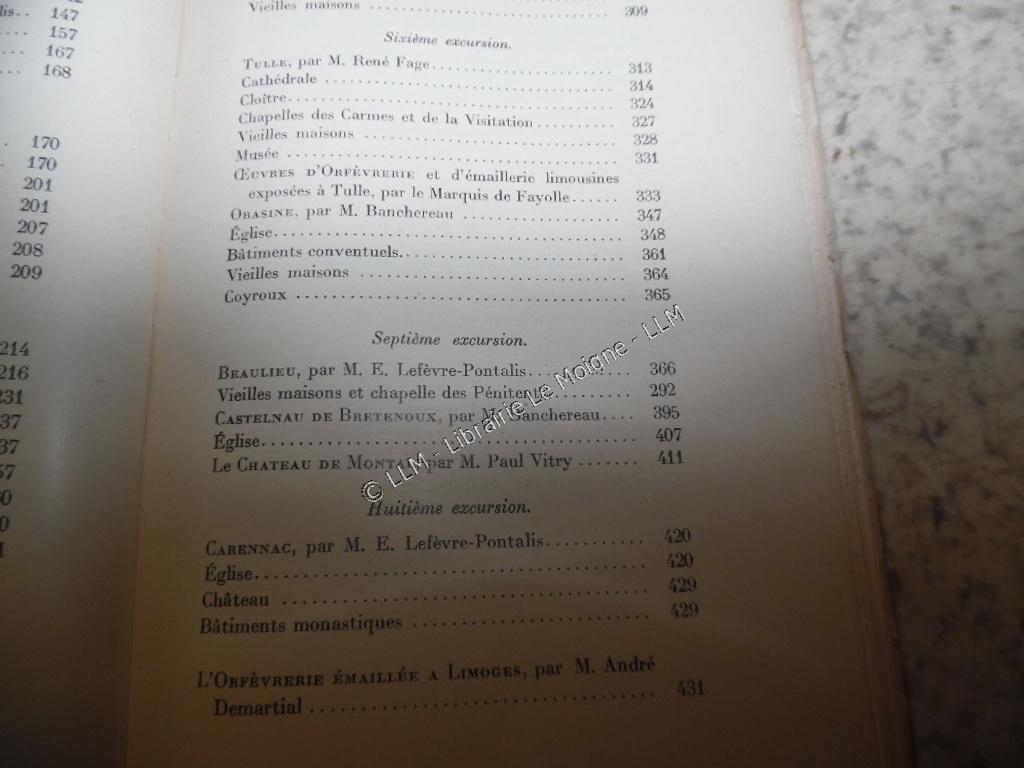 147
157
167
168
170
170
201
201
207
208
209
214
216
Vieilles maisons 309
Sixième excursion.
TULLE, par M. René Fage 313
Cathédrale 314
Cloître 324
Chapelles des Carmes et de la Visitation 327
Vieilles maisons 328
Musée 331
ŒUVRES D'ORFÈVRERIE et d'émaillerie limousines
exposées à Tulle, par le Marquis de Fayolle 333
OBASINE, par M. Banchereau 347
Église 348
Bâtiments conventuels 361
Vieilles maisons 364
Coyroux 365
Septième excursion.
BEAULIEU, par M. E. Lefèvre-Pontalis 366
Vieilles maisons et chapelle des Pénitents 292
CASTELNAU DE BRETENOUX, par M. Banchereau 395
Église 407
LE CHATEAU DE MONTAL par M. Paul Vitry 411
Huitième excursion.
CARENNAC, par M. E. Lefèvre-Pontalis 420
Église 420
Château 429
Bâtiments monastiques 429
L'ORFÈVRERIE ÉMAILLÉE A LIMOGES, par M. André
Demartial 431
© LLM - Librairie Le Moigne - LLM